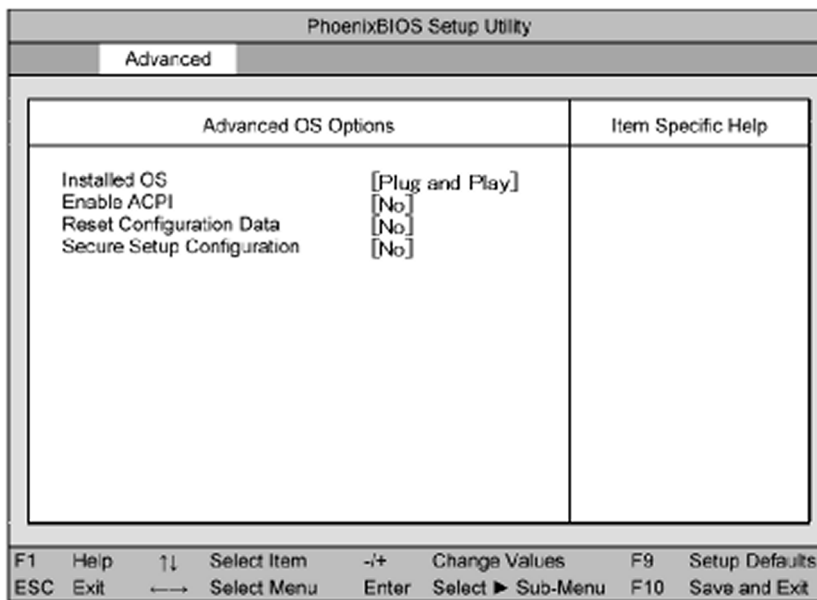 PhoenixBIOS Setup Utility
Advanced
Advanced OS Options
Item Specific Help
Installed OS [Plug and Play]
Enable ACPI [No]
Reset Configuration Data [No]
Secure Setup Configuration [No]
F1 Help ↑↓ Select Item -/+ Change Values F9 Setup Defaults
ESC Exit ←→ Select Menu Enter Select ▶ Sub-Menu F10 Save and Exit